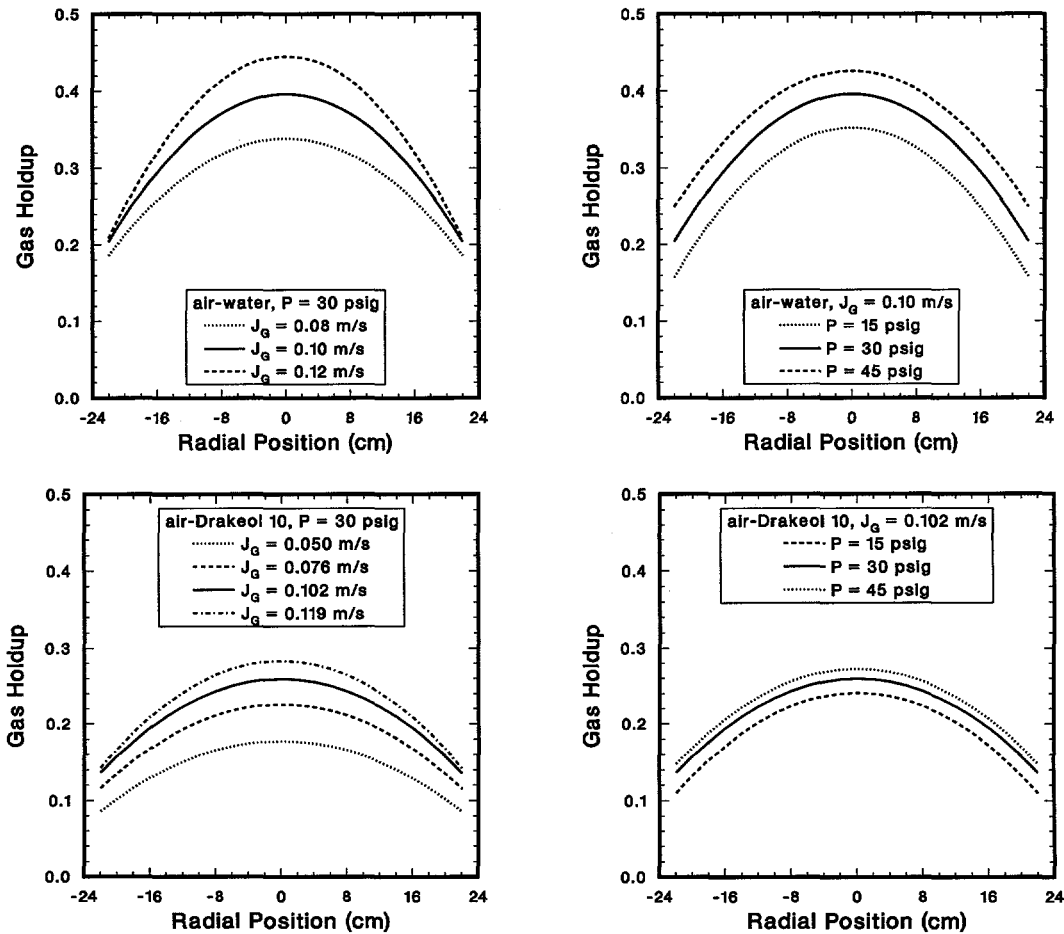 0.5
0.4
0.3
0.2
0.1
0.0
Gas Holdup
air-water, P = 30 psig
J_G = 0.08 m/s
J_G = 0.10 m/s
J_G = 0.12 m/s
-24 -16 -8 0 8 16 24
Radial Position (cm)
0.5
0.4
0.3
0.2
0.1
0.0
Gas Holdup
air-water, J_G = 0.10 m/s
P = 15 psig
P = 30 psig
P = 45 psig
-24 -16 -8 0 8 16 24
Radial Position (cm)
0.5
0.4
0.3
0.2
0.1
0.0
Gas Holdup
air-Drakeol 10, P = 30 psig
J_G = 0.050 m/s
J_G = 0.076 m/s
J_G = 0.102 m/s
J_G = 0.119 m/s
-24 -16 -8 0 8 16 24
Radial Position (cm)
0.5
0.4
0.3
0.2
0.1
0.0
Gas Holdup
air-Drakeol 10, J_G = 0.102 m/s
P = 15 psig
P = 30 psig
P = 45 psig
-24 -16 -8 0 8 16 24
Radial Position (cm)